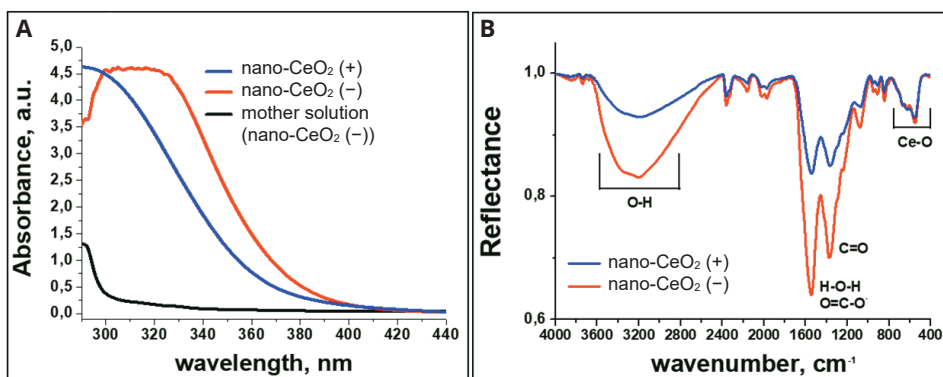 A
Absorbance, a.u.
5,0
4,5
4,0
3,5
3,0
2,5
2,0
1,5
1,0
0,5
0,0
nano-CeO₂ (+)
nano-CeO₂ (−)
mother solution
(nano-CeO₂ (−))
300 320 340 360 380 400 420 440
wavelength, nm
B
Reflectance
1,0
0,8
0,6
O-H
Ce-O
C=O
H-O-H
O=C-O⁻
nano-CeO₂ (+)
nano-CeO₂ (−)
4000 3600 3200 2800 2400 2000 1600 1200 800 400
wavenumber, cm⁻¹